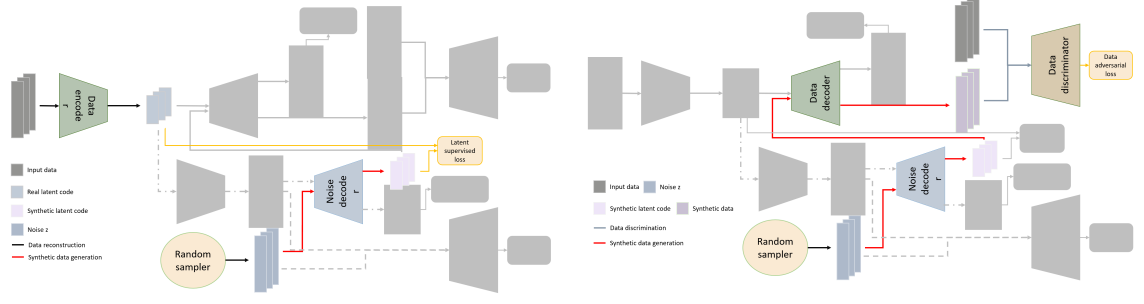 Data
encode
r
Latent
supervised
loss
Noise
decode
r
Random
sampler
Input data
Real latent code
Synthetic latent code
Noise z
Data reconstruction
Synthetic data generation
Data
decoder
Data
discriminator
Data
adversarial
loss
Noise
decode
r
Random
sampler
Input data
Noise z
Synthetic latent code
Synthetic data
Data discrimination
Synthetic data generation